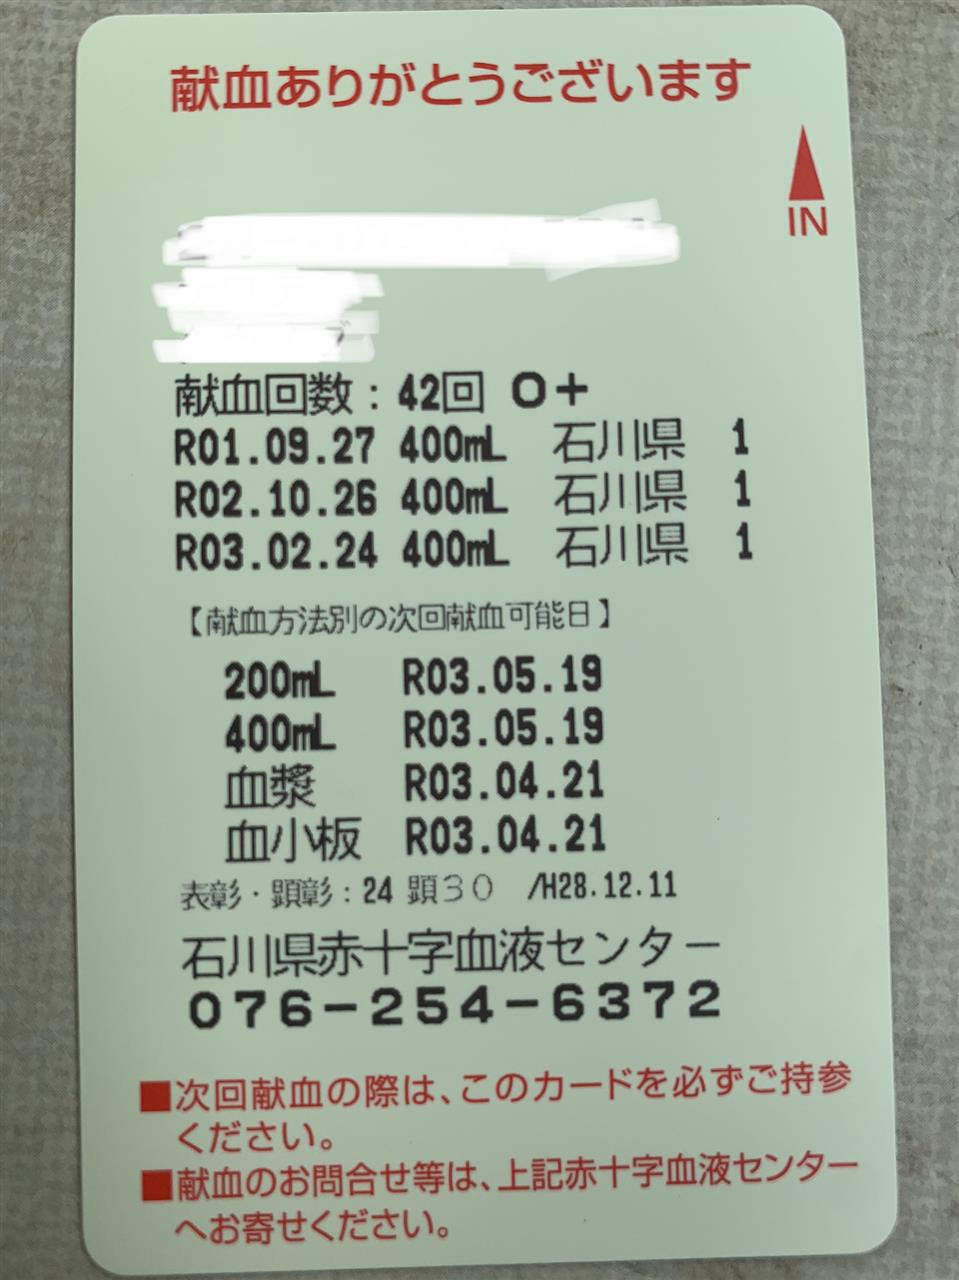 献血ありがとうございます
IN
献血回数：42回 O+
R01.09.27 400mL 石川県 1
R02.10.26 400mL 石川県 1
R03.02.24 400mL 石川県 1
【献血方法別の次回献血可能日】
200mL R03.05.19
400mL R03.05.19
血漿 R03.04.21
血小板 R03.04.21
表彰・顕彰：24 顕30 /H28.12.11
石川県赤十字血液センター
076-254-6372
■次回献血の際は、このカードを必ずご持参
ください。
■献血のお問合せ等は、上記赤十字血液センター
へお寄せください。